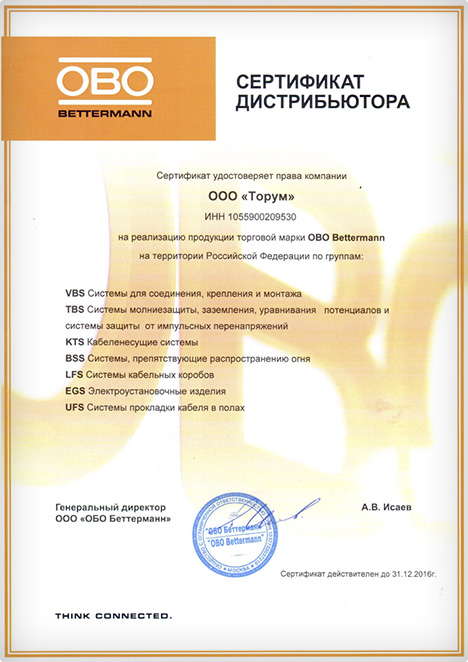 OBO
BETTERMANN
СЕРТИФИКАТ
ДИСТРИБЬЮТОРА
Сертификат удостоверяет права компании
ООО «Торум»
ИНН 1055900209530
на реализацию продукции торговой марки OBO Bettermann
на территории Российской Федерации по группам:
VBS Системы для соединения, крепления и монтажа
TBS Системы молниезащиты, заземления, уравнивания потенциалов и
системы защиты от импульсных перенапряжений
KTS Кабеленесущие системы
BSS Системы, препятствующие распространению огня
LFS Системы кабельных коробов
EGS Электроустановочные изделия
UFS Системы прокладки кабеля в полах
Генеральный директор
ООО «ОБО Беттерманн»
А.В. Исаев
"ОБО Беттерманн"
"OBO Bettermann"
МОСКВА
Сертификат действителен до 31.12.2016г.
THINK CONNECTED.